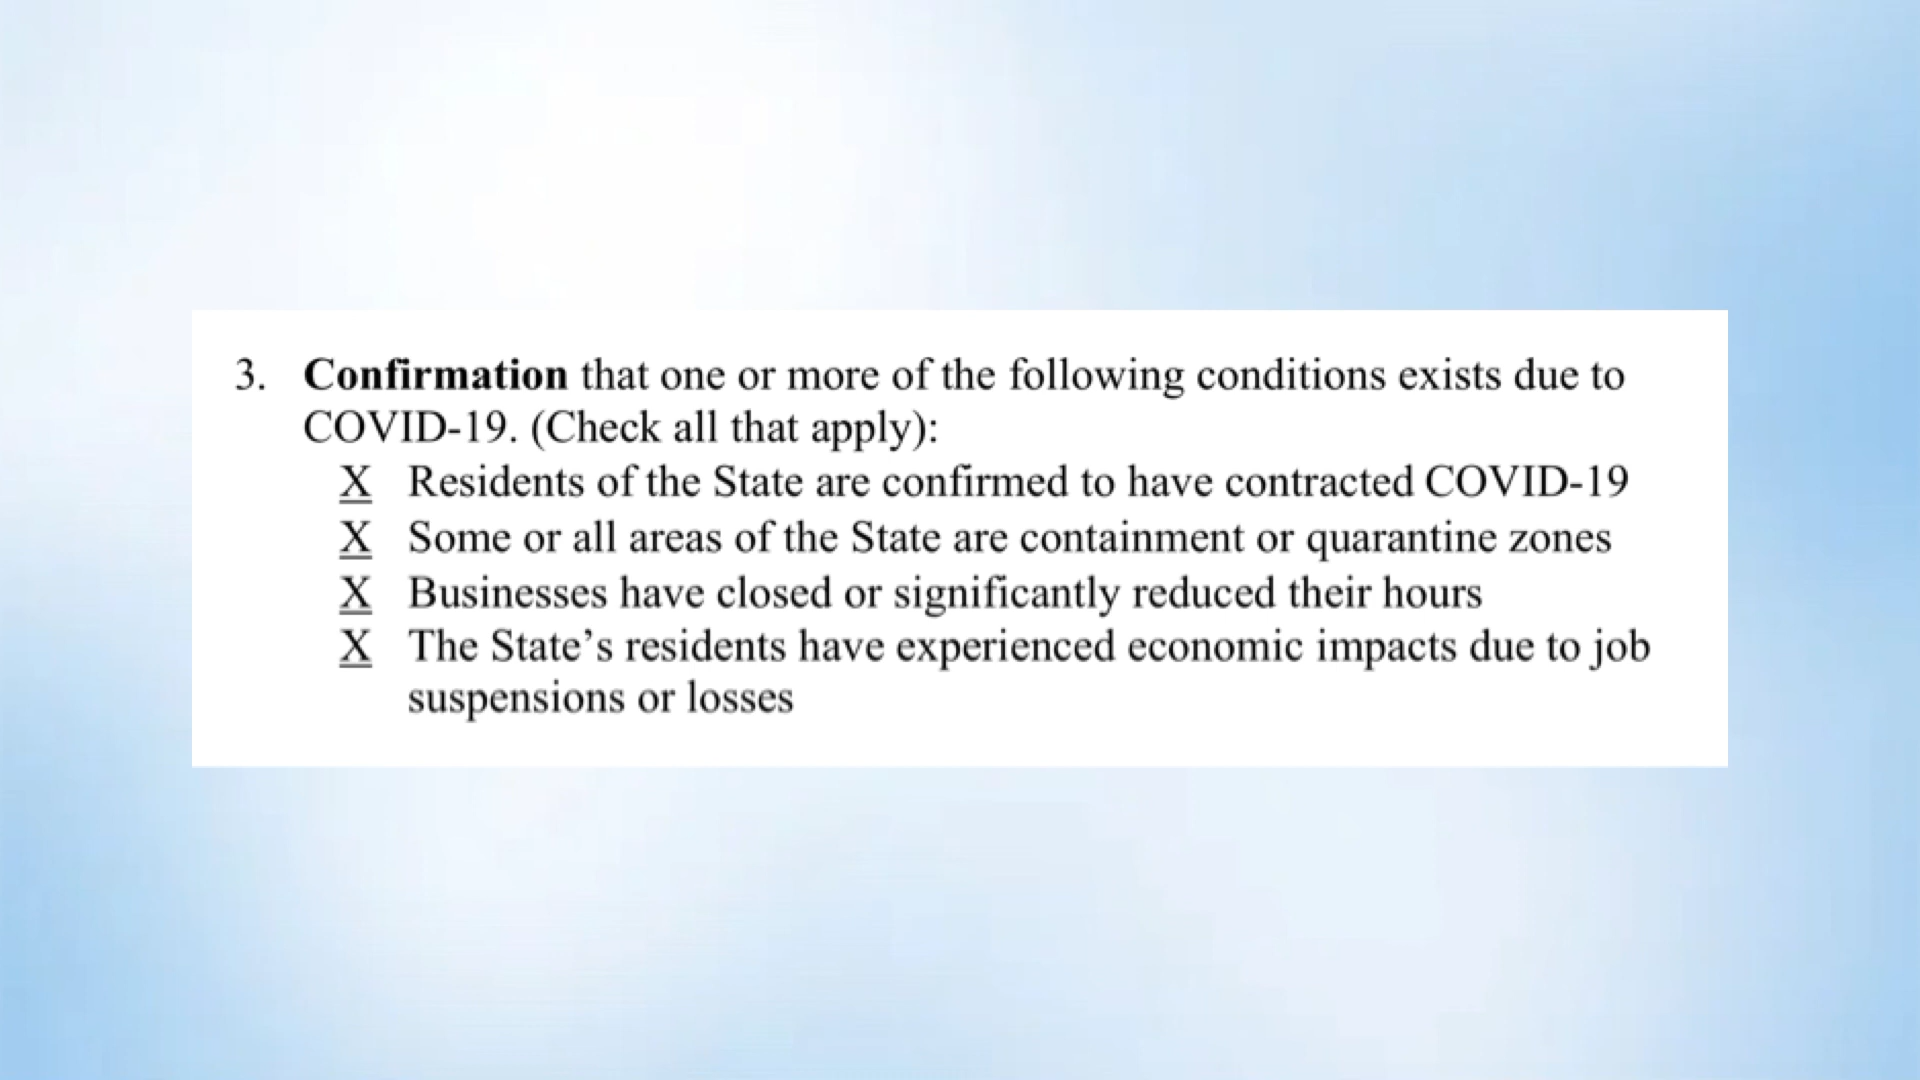 3. Confirmation that one or more of the following conditions exists due to
COVID-19. (Check all that apply):
X Residents of the State are confirmed to have contracted COVID-19
X Some or all areas of the State are containment or quarantine zones
X Businesses have closed or significantly reduced their hours
X The State’s residents have experienced economic impacts due to job
suspensions or losses